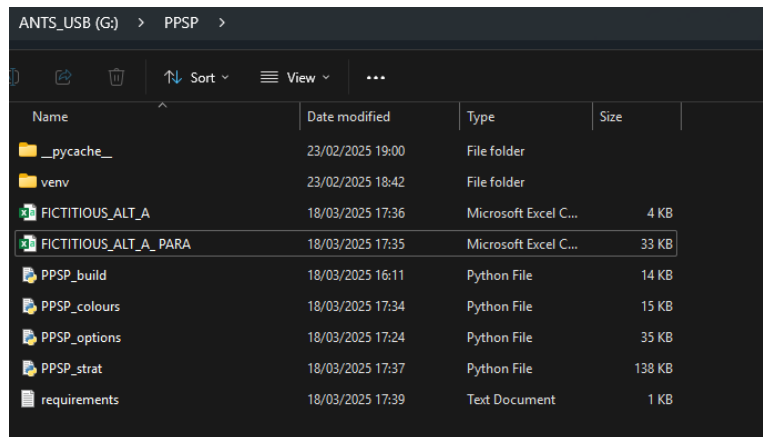 ANTS_USB (G:) > PPSP >
Sort View ...
Name Date modified Type Size
__pycache__ 23/02/2025 19:00 File folder
venv 23/02/2025 18:42 File folder
FICTITIOUS_ALT_A 18/03/2025 17:36 Microsoft Excel C... 4 KB
FICTITIOUS_ALT_A_ PARA 18/03/2025 17:35 Microsoft Excel C... 33 KB
PPSP_build 18/03/2025 16:11 Python File 14 KB
PPSP_colours 18/03/2025 17:34 Python File 15 KB
PPSP_options 18/03/2025 17:24 Python File 35 KB
PPSP_strat 18/03/2025 17:37 Python File 138 KB
requirements 18/03/2025 17:39 Text Document 1 KB